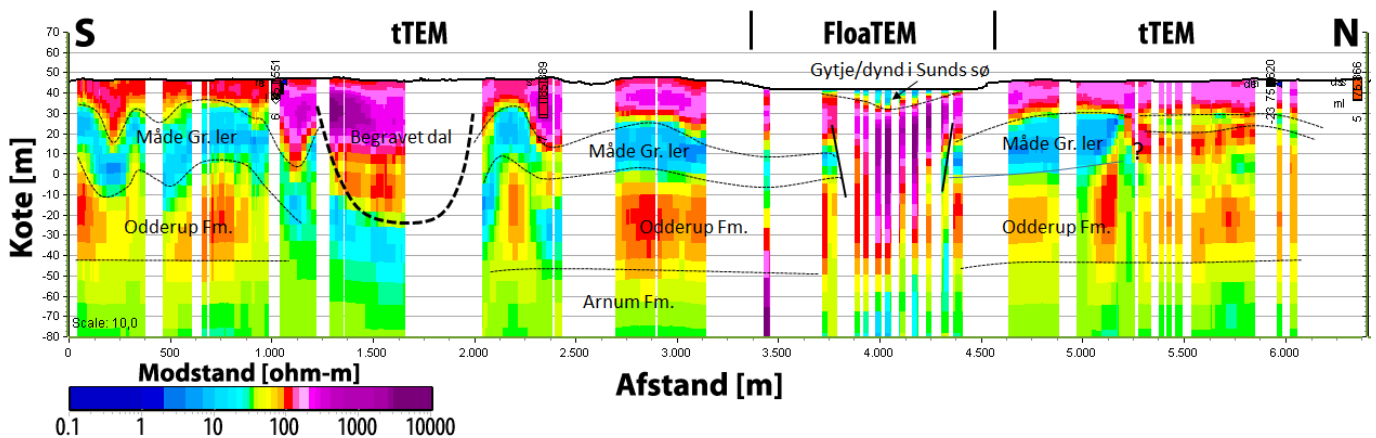 S
tTEM
FloaTEM
tTEM
N
Kote [m]
70
60
50
40
30
20
10
0
-10
-20
-30
-40
-50
-60
-70
-80
Gytje/dynd i Sunds sø
Måde Gr. ler
Begravet dal
Måde Gr. ler
Måde Gr. ler
?
Odderup Fm.
Odderup Fm.
Odderup Fm.
Arnum Fm.
ml
Scale: 10,0
0
500
1.000
1.500
2.000
2.500
3.000
3.500
4.000
4.500
5.000
5.500
6.000
Modstand [ohm-m]
Afstand [m]
0.1 1 10 100 1000 10000